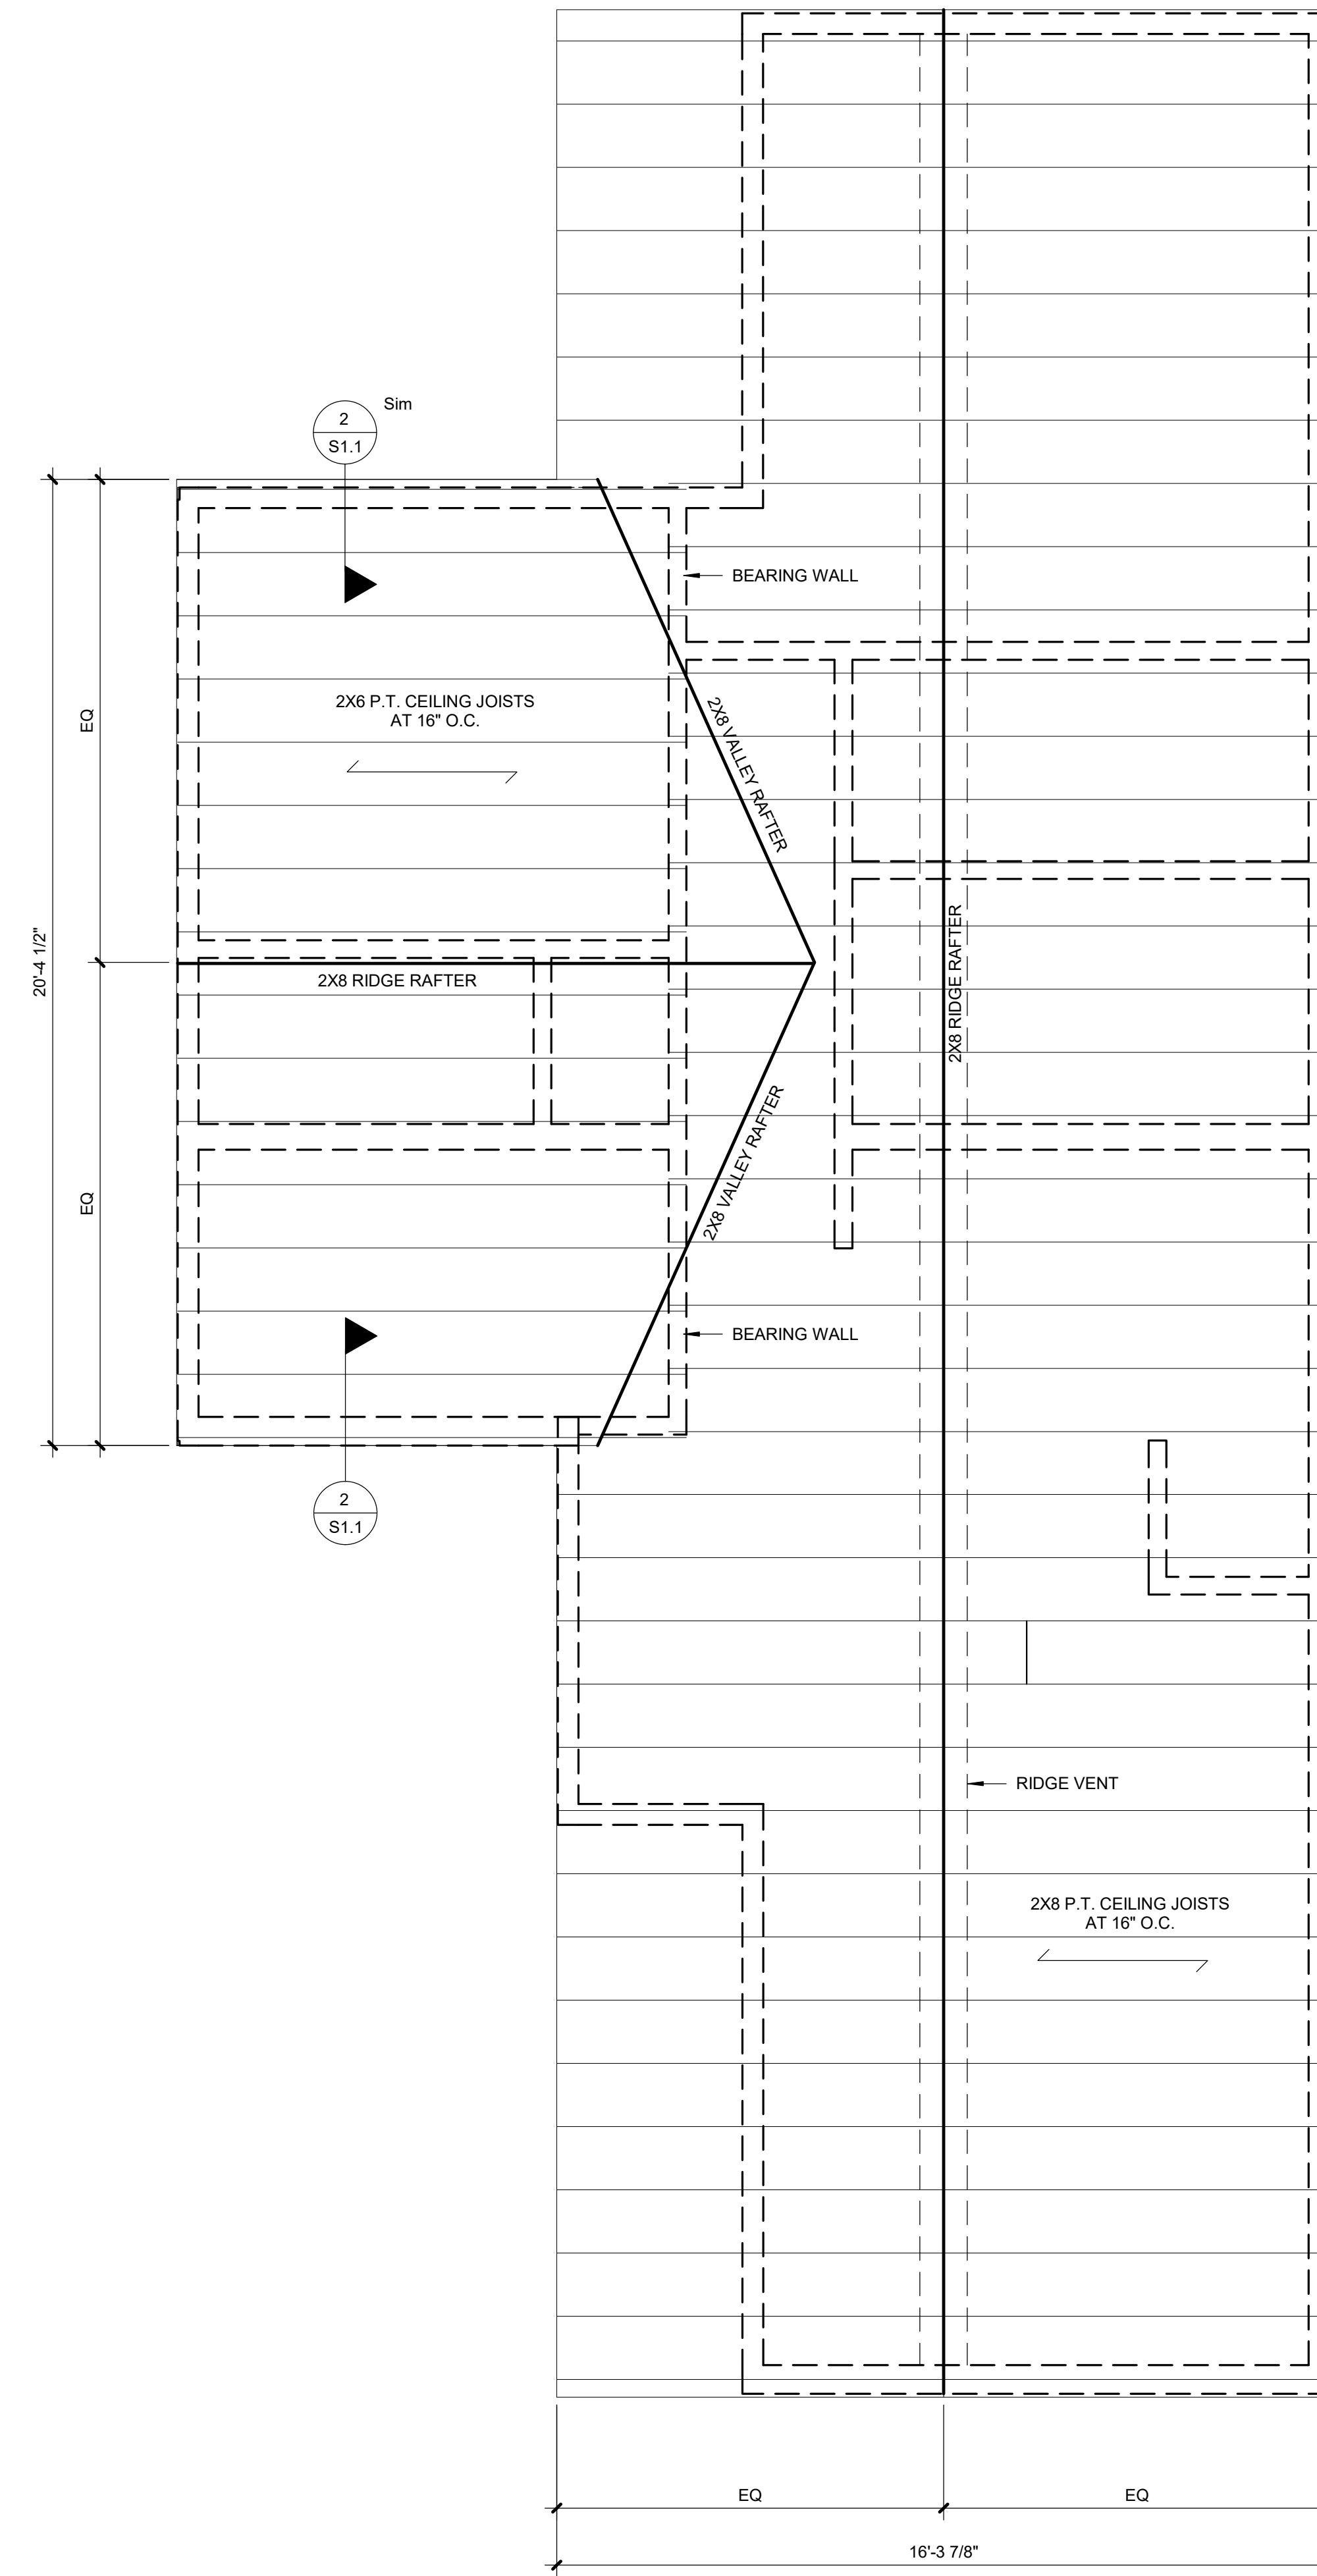 Sim
2
S1.1
BEARING WALL
2X6 P.T. CEILING JOISTS
AT 16" O.C.
EQ
2X8 VALLEY RAFTER
20'-4 1/2"
2X8 RIDGE RAFTER
2X8 RIDGE RAFTER
2X8 VALLEY RAFTER
EQ
BEARING WALL
2
S1.1
RIDGE VENT
2X8 P.T. CEILING JOISTS
AT 16" O.C.
EQ
EQ
16'-3 7/8"